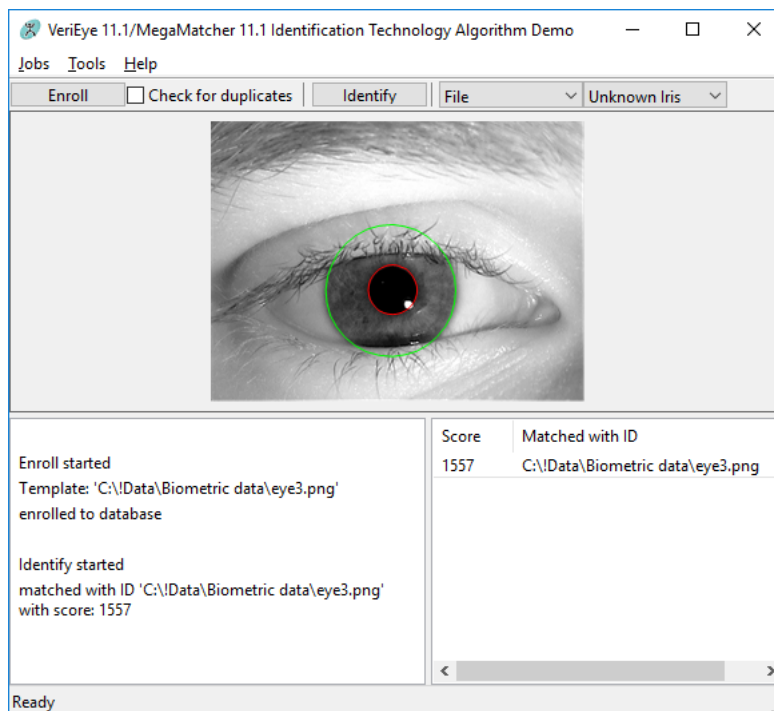 VeriEye 11.1/MegaMatcher 11.1 Identification Technology Algorithm Demo
Jobs Tools Help
Enroll Check for duplicates Identify File Unknown Iris
Enroll started
Template: 'C:\!Data\Biometric data\eye3.png'
enrolled to database
Identify started
matched with ID 'C:\!Data\Biometric data\eye3.png'
with score: 1557
Score Matched with ID
1557 C:\!Data\Biometric data\eye3.png
Ready